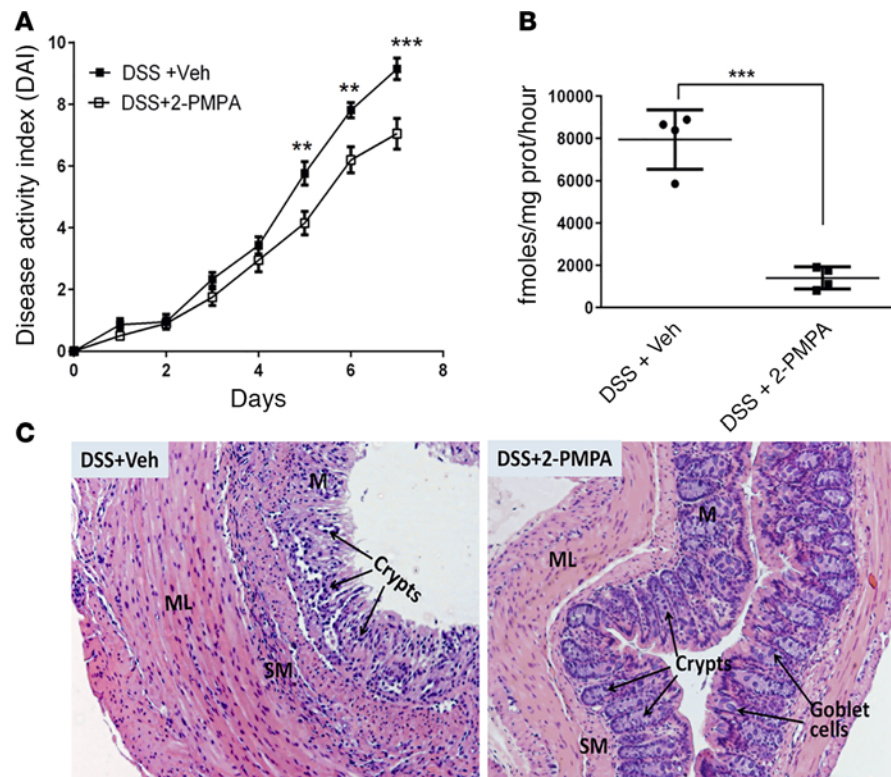 A
Disease activity index (DAI)
10
8
6
4
2
0
DSS +Veh
DSS+2-PMPA
**
**
***
0
2
4
6
8
Days
B
fmoles/mg prot/hour
10000
8000
6000
4000
2000
0
***
DSS + Veh
DSS + 2-PMPA
C
DSS+Veh
M
Crypts
ML
SM
DSS+2-PMPA
M
ML
Crypts
SM
Goblet
cells